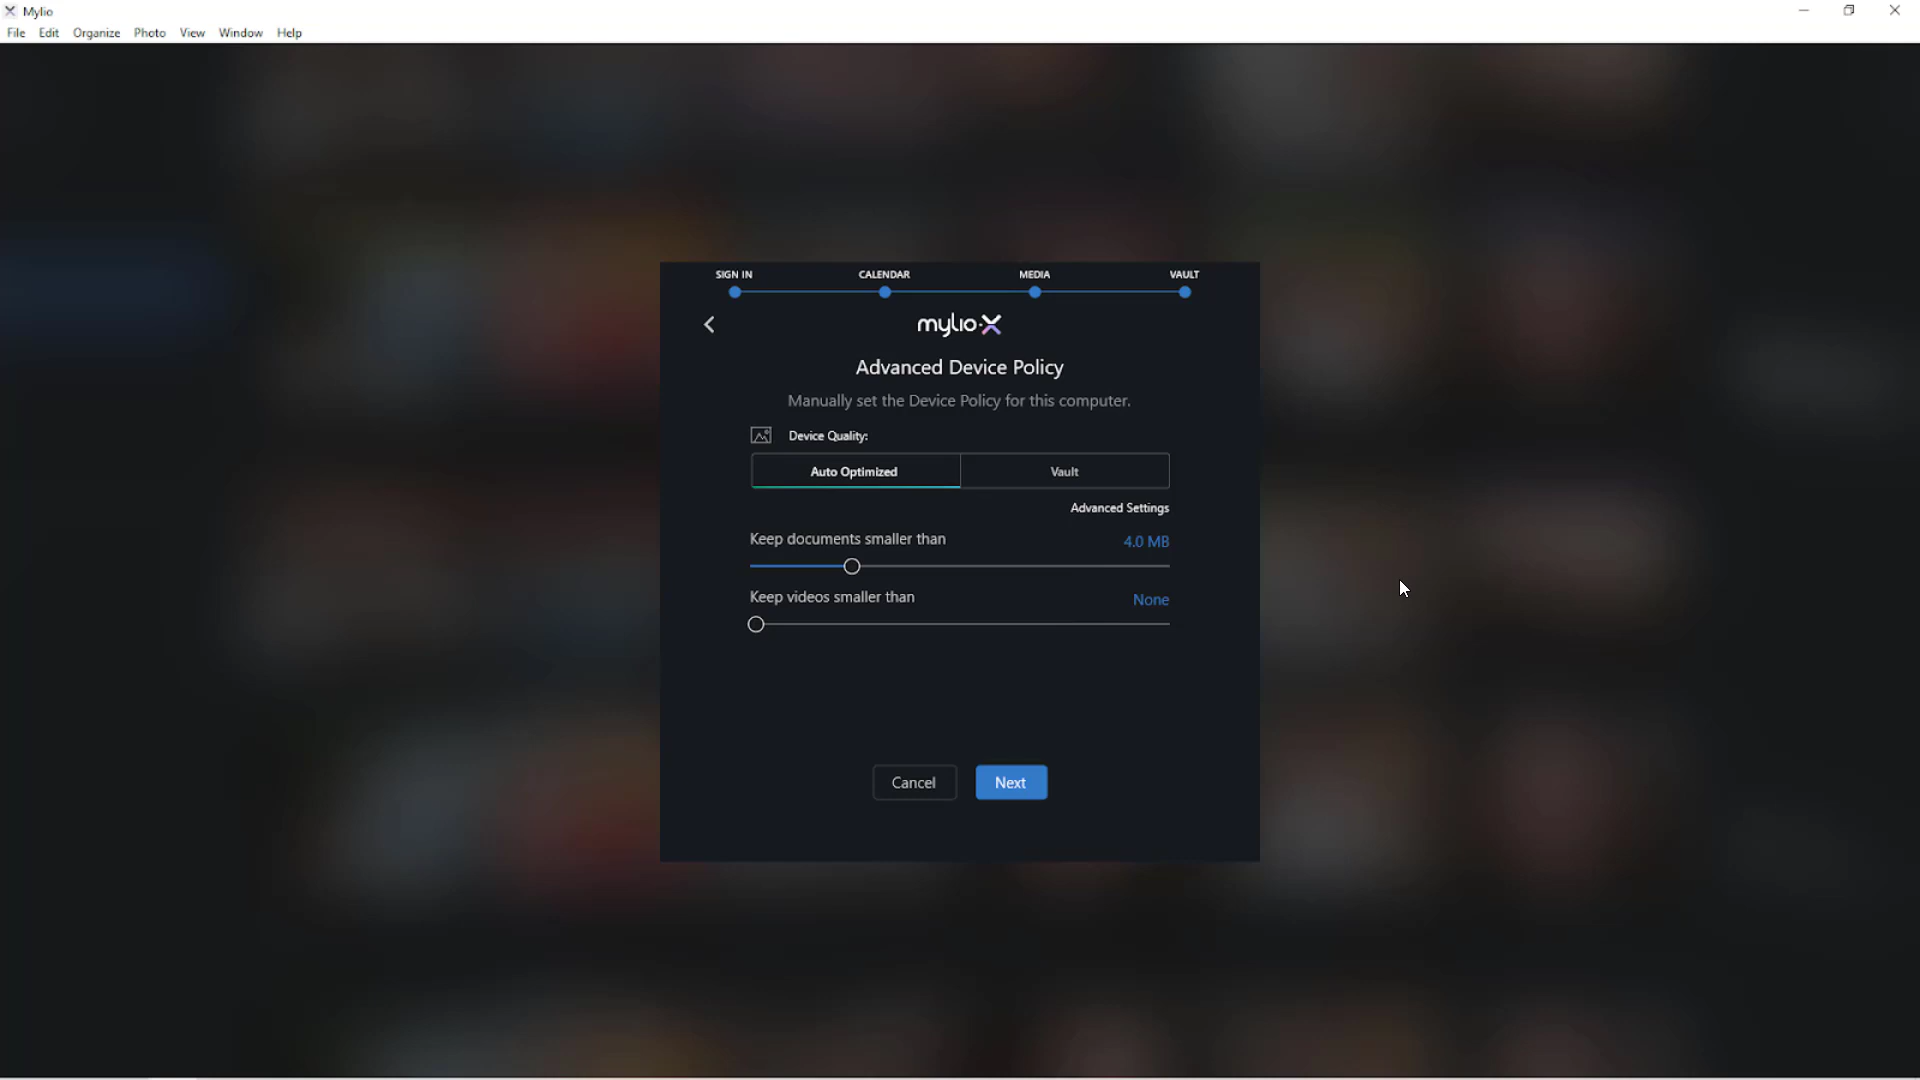 Mylio
File Edit Organize Photo View Window Help
SIGN IN CALENDAR MEDIA VAULT
mylio X
Advanced Device Policy
Manually set the Device Policy for this computer.
Device Quality:
Auto Optimized Vault
Advanced Settings
Keep documents smaller than 4.0 MB
Keep videos smaller than None
Cancel Next